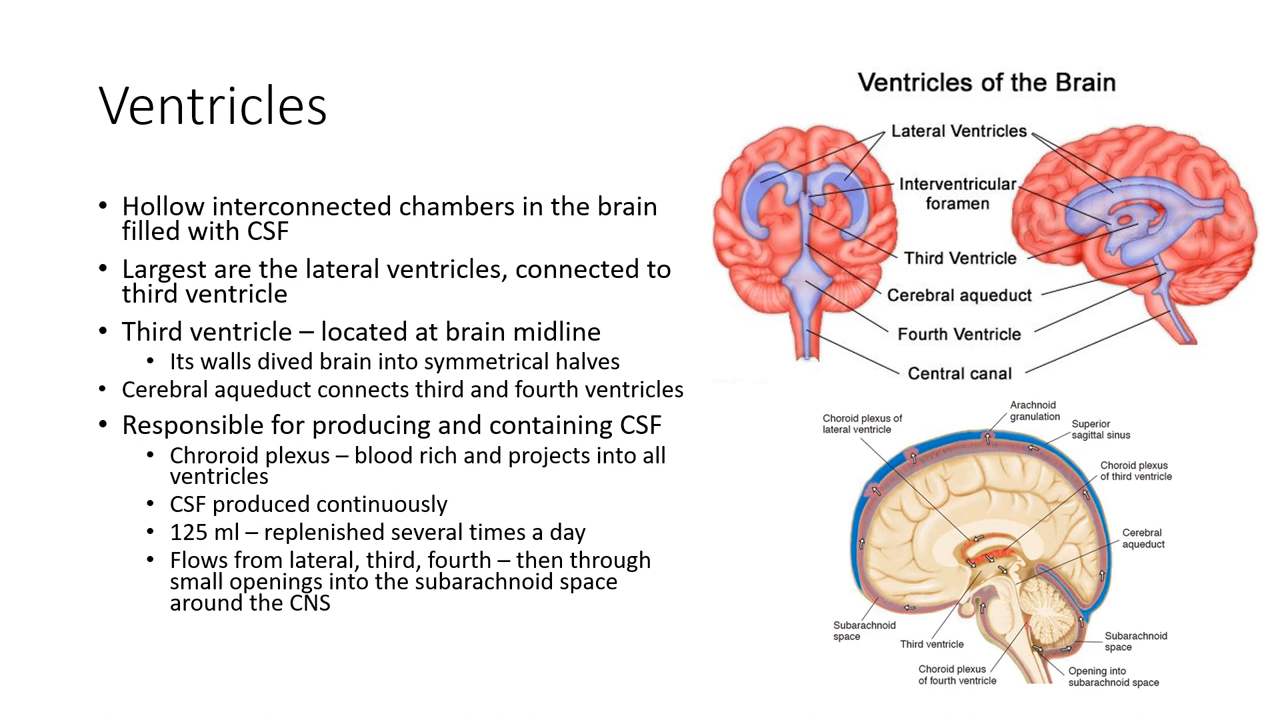 Ventricles
• Hollow interconnected chambers in the brain
filled with CSF
• Largest are the lateral ventricles, connected to
third ventricle
• Third ventricle – located at brain midline
• Its walls dived brain into symmetrical halves
• Cerebral aqueduct connects third and fourth ventricles
• Responsible for producing and containing CSF
• Chroroid plexus – blood rich and projects into all
ventricles
• CSF produced continuously
• 125 ml – replenished several times a day
• Flows from lateral, third, fourth – then through
small openings into the subarachnoid space
around the CNS
Ventricles of the Brain
Lateral Ventricles
Interventricular
foramen
Third Ventricle
Cerebral aqueduct
Fourth Ventricle
Central canal
Choroid plexus of
lateral ventricle
Arachnoid
granulation
Superior
sagittal sinus
Choroid plexus
of third ventricle
Cerebral
aqueduct
Subarachnoid
space
Third ventricle
Choroid plexus
of fourth ventricle
Subarachnoid
space
Opening into
subarachnoid space